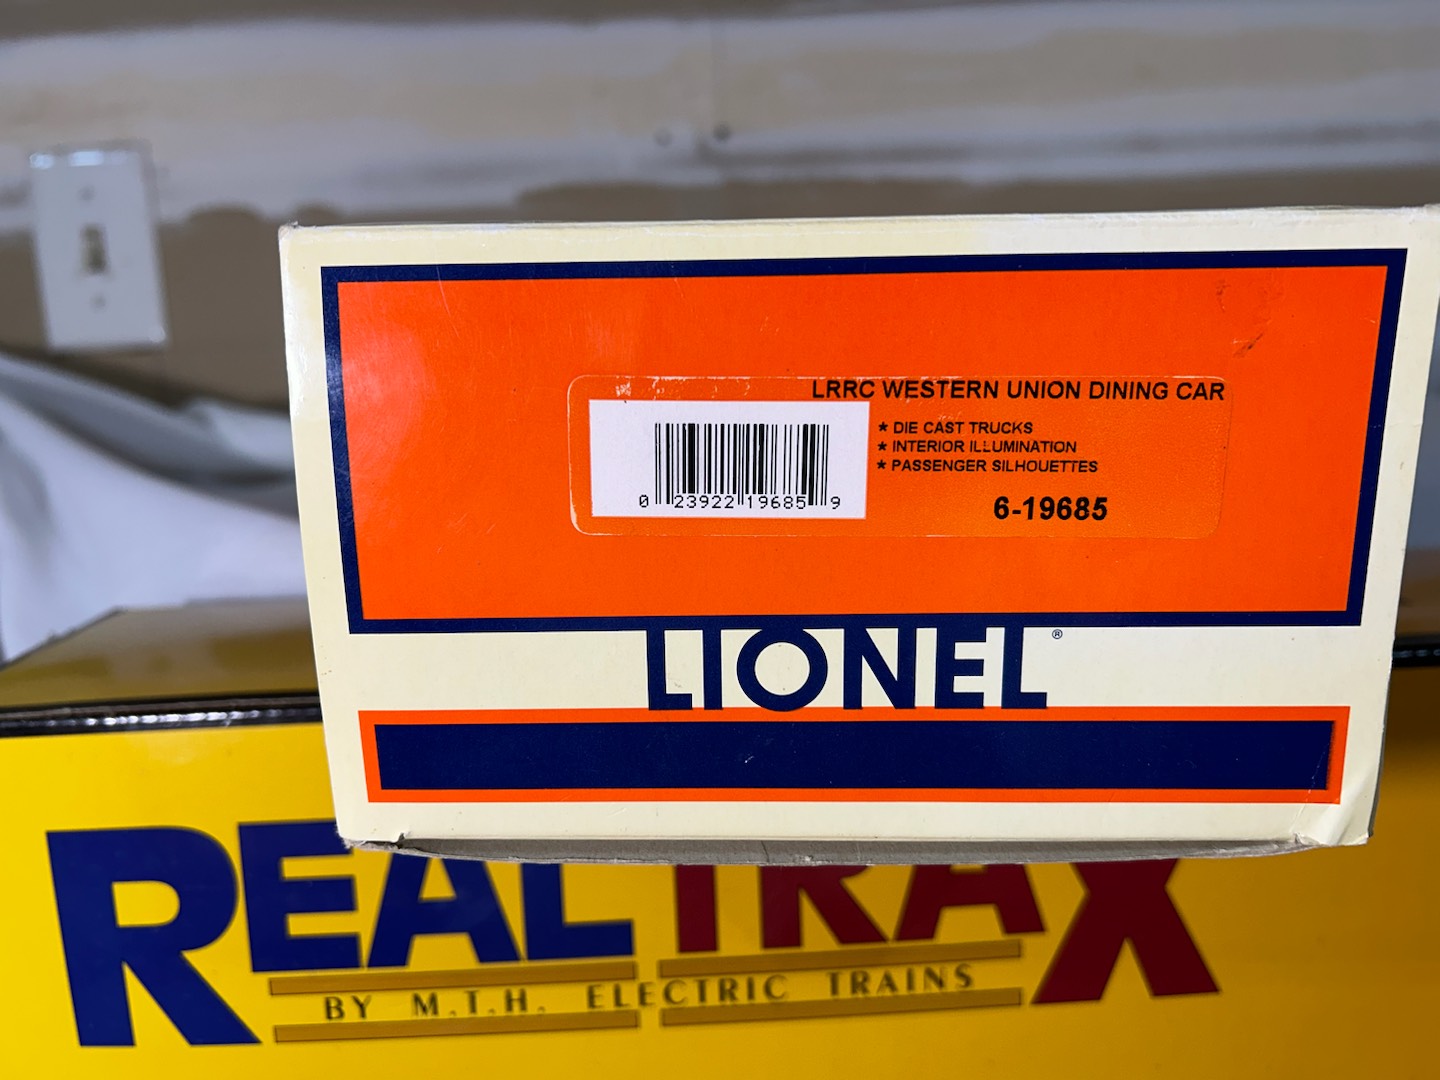 LRRC WESTERN UNION DINING CAR
★ DIE CAST TRUCKS
★ INTERIOR ILLUMINATION
★ PASSENGER SILHOUETTES
0 23922 19685 9
6-19685
LIONEL®
REALTRAX
BY M.T.H. ELECTRIC TRAINS